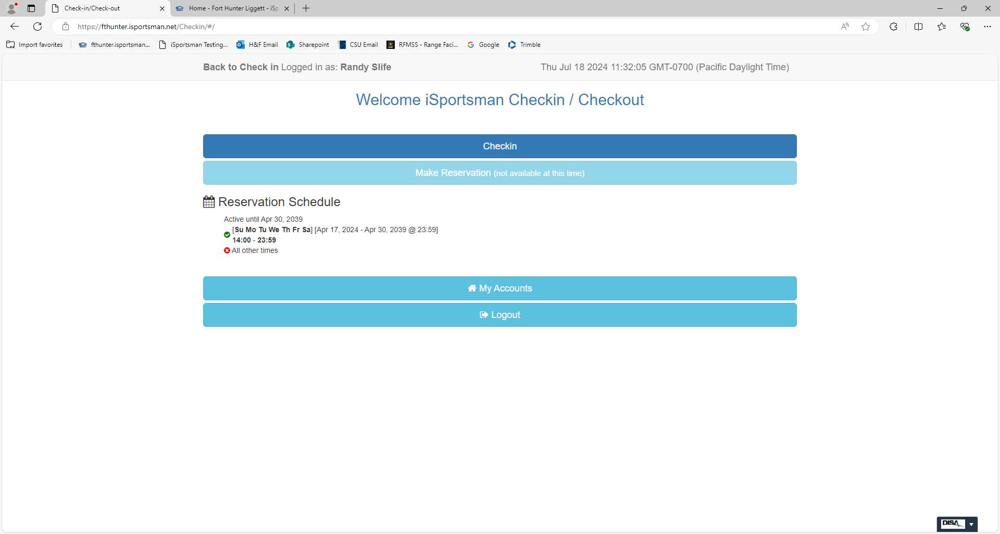 Check-in/Check-out
Home - Fort Hunter Liggett - iSp
https://fthunter.isportsman.net/Checkin/#/
Import favorites
fthunter.isportsman...
iSportsman Testing...
H&F Email
Sharepoint
CSU Email
RFMSS - Range Faci...
Google
Trimble
Back to Check in Logged in as: Randy Slife
Thu Jul 18 2024 11:32:05 GMT-0700 (Pacific Daylight Time)
Welcome iSportsman Checkin / Checkout
Checkin
Make Reservation (not available at this time)
Reservation Schedule
Active until Apr 30, 2039
[Su Mo Tu We Th Fr Sa] [Apr 17, 2024 - Apr 30, 2039 @ 23:59]
14:00 - 23:59
All other times
My Accounts
Logout
DISA